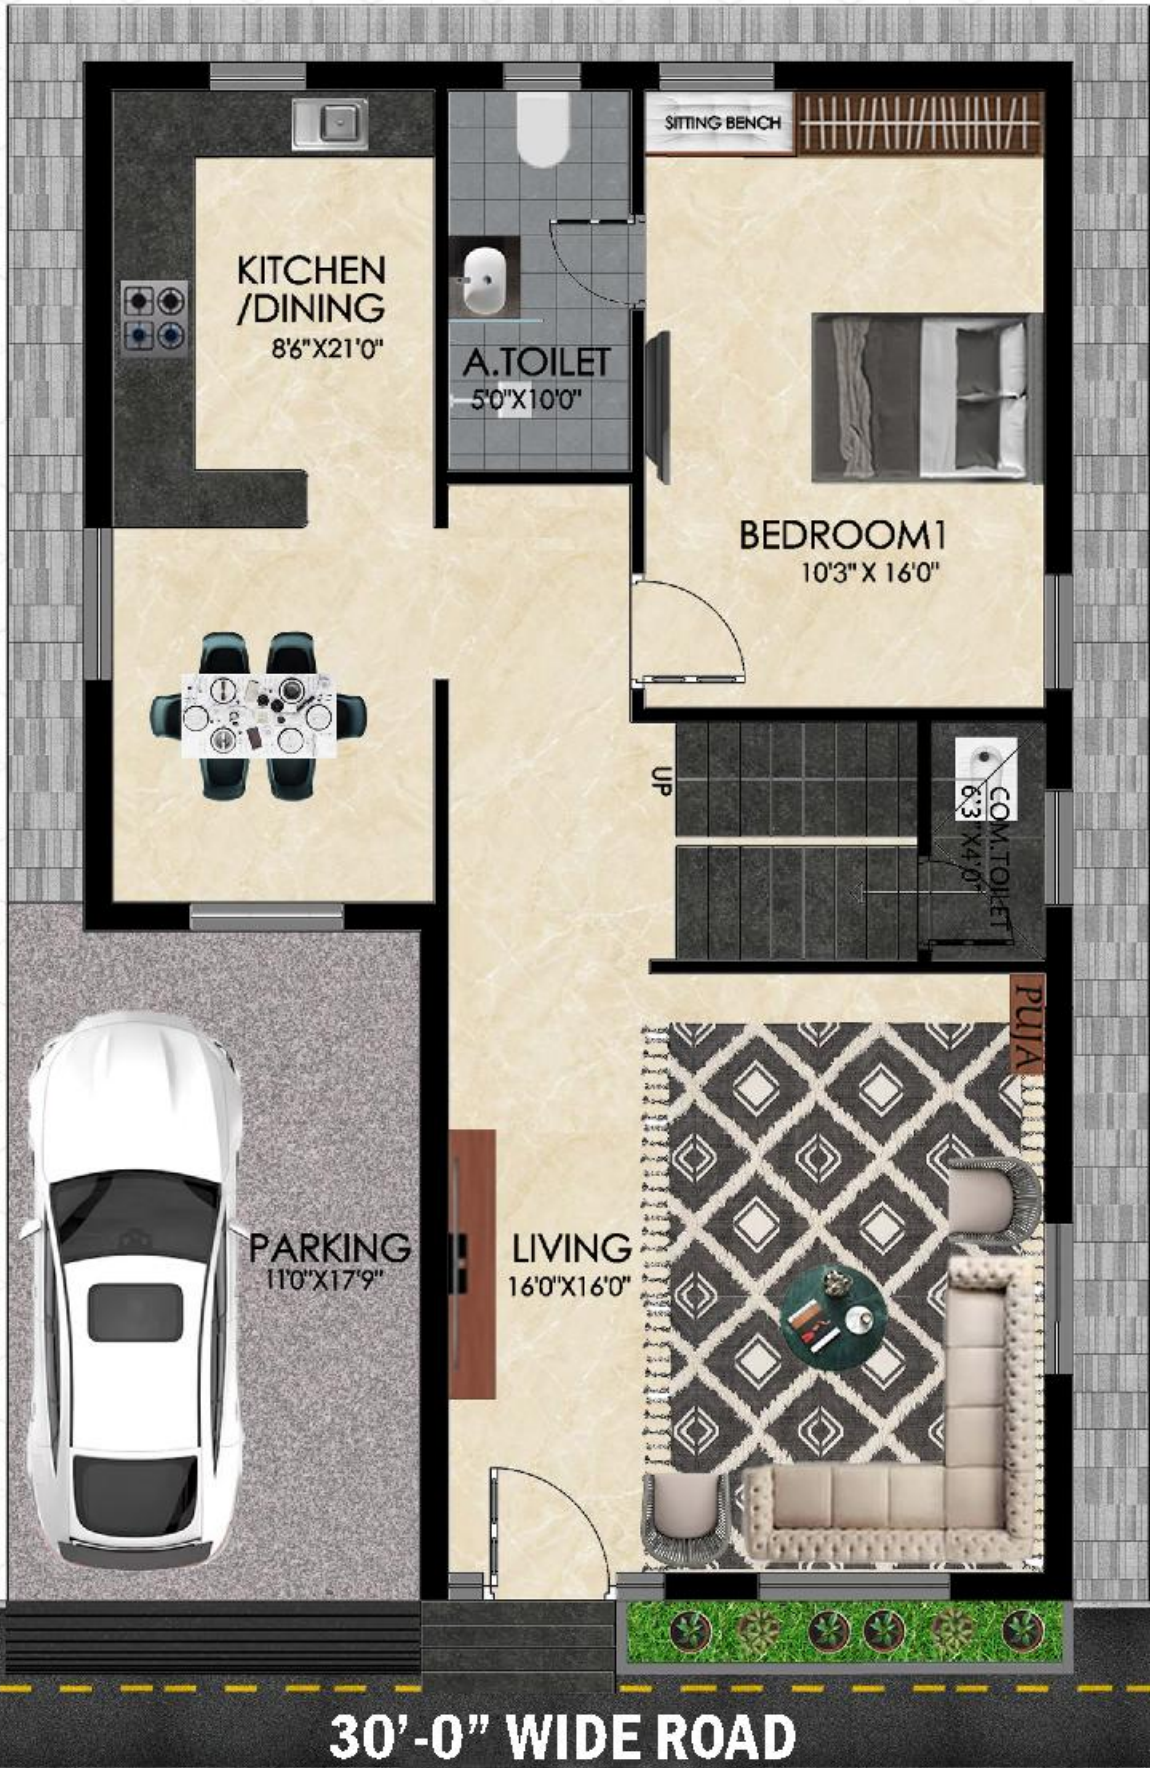 SITTING BENCH
KITCHEN
/DINING
8'6"X21'0"
A.TOILET
5'0"X10'0"
BEDROOM1
10'3" X 16'0"
UP
COM.TOILET
6'3"X4'0"
PUJA
PARKING
11'0"X17'9"
LIVING
16'0"X16'0"
30'-0" WIDE ROAD